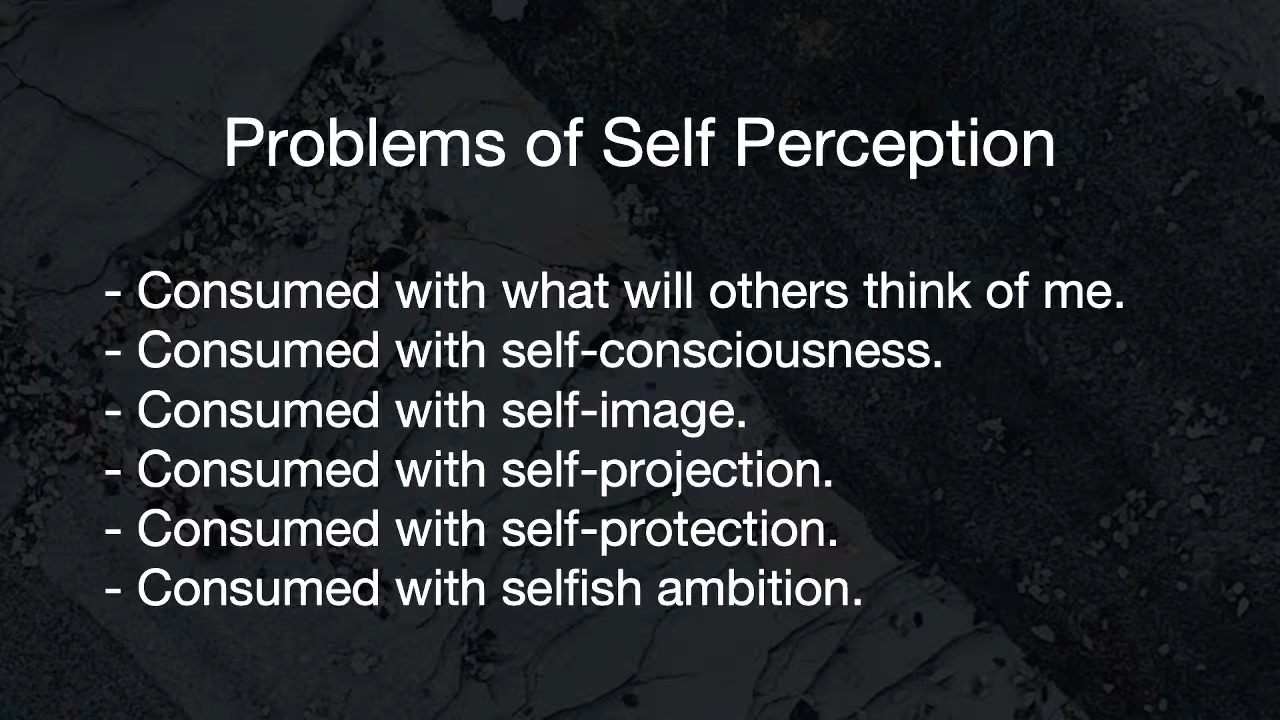 Problems of Self Perception
- Consumed with what will others think of me.
- Consumed with self-consciousness.
- Consumed with self-image.
- Consumed with self-projection.
- Consumed with self-protection.
- Consumed with selfish ambition.